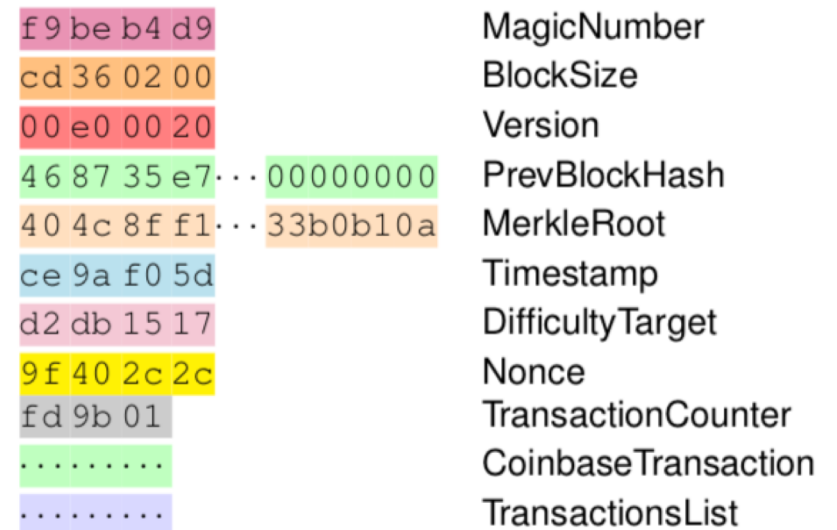 f9 be b4 d9 MagicNumber
cd 36 02 00 BlockSize
00 e0 00 20 Version
46 87 35 e7...00000000 PrevBlockHash
40 4c 8f f1...33b0b10a MerkleRoot
ce 9a f0 5d Timestamp
d2 db 15 17 DifficultyTarget
9f 40 2c 2c Nonce
fd 9b 01 TransactionCounter
......... CoinbaseTransaction
......... TransactionsList